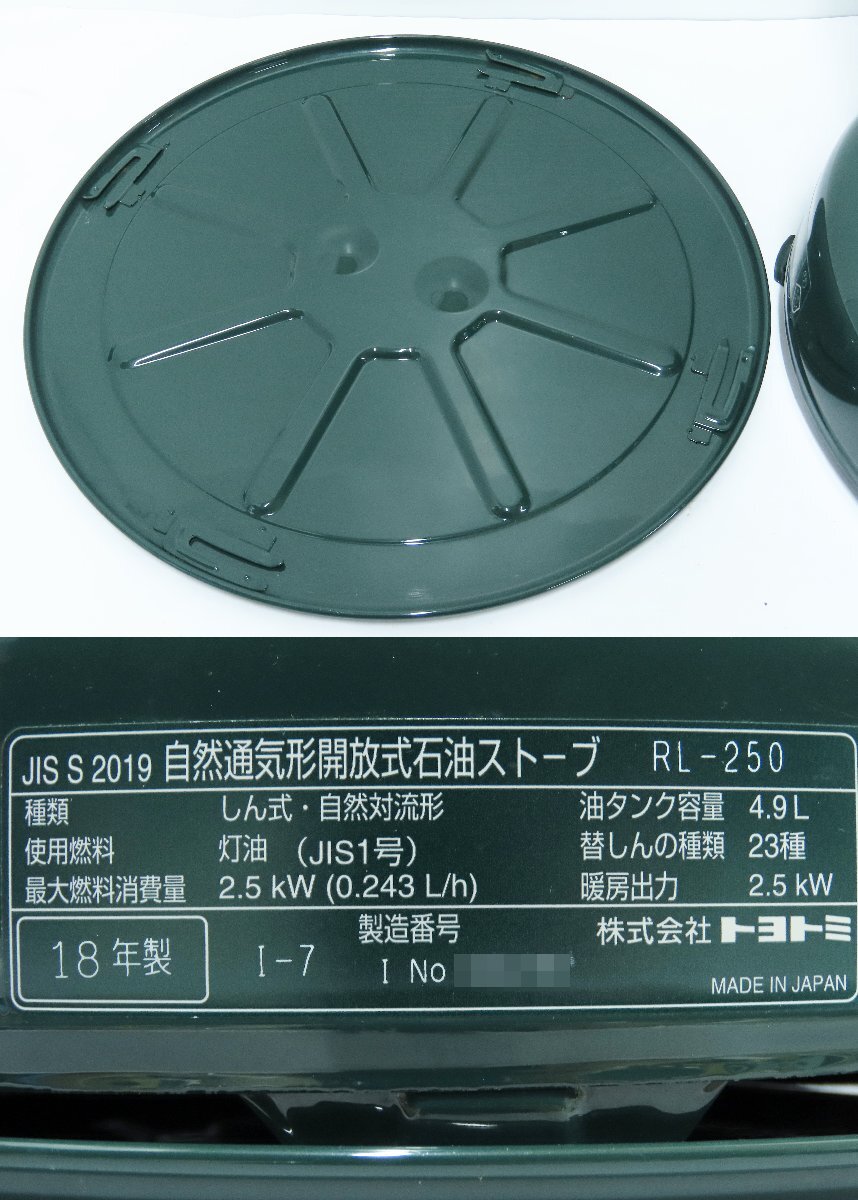 JIS S 2019 自然通気形開放式石油ストーブ RL-250
種類 しん式・自然対流形 油タンク容量 4.9 L
使用燃料 灯油 (JIS1号) 替しんの種類 23種
最大燃料消費量 2.5 kW (0.243 L/h) 暖房出力 2.5 kW
18年製 I-7 製造番号 I No 株式会社 トヨトミ
MADE IN JAPAN